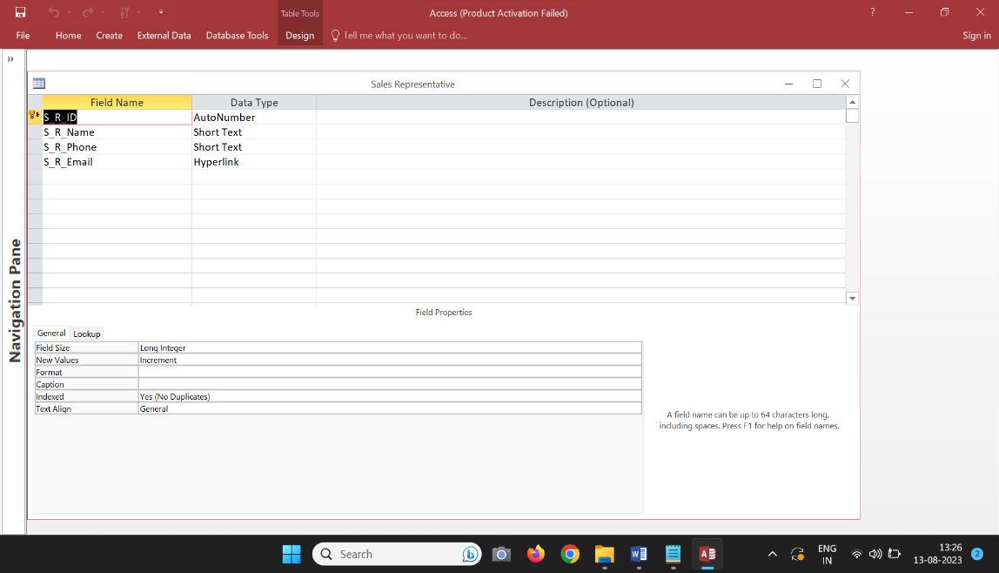 Table Tools
Access (Product Activation Failed)
?
File Home Create External Data Database Tools Design Tell me what you want to do... Sign in
»
Navigation Pane
Sales Representative
Field Name Data Type Description (Optional)
S_R_ID AutoNumber
S_R_Name Short Text
S_R_Phone Short Text
S_R_Email Hyperlink
Field Properties
General Lookup
Field Size Long Integer
New Values Increment
Format
Caption
Indexed Yes (No Duplicates)
Text Align General
A field name can be up to 64 characters long,
including spaces. Press F1 for help on field names.
Search
W
A
ENG
IN
13:26
13-08-2023
2